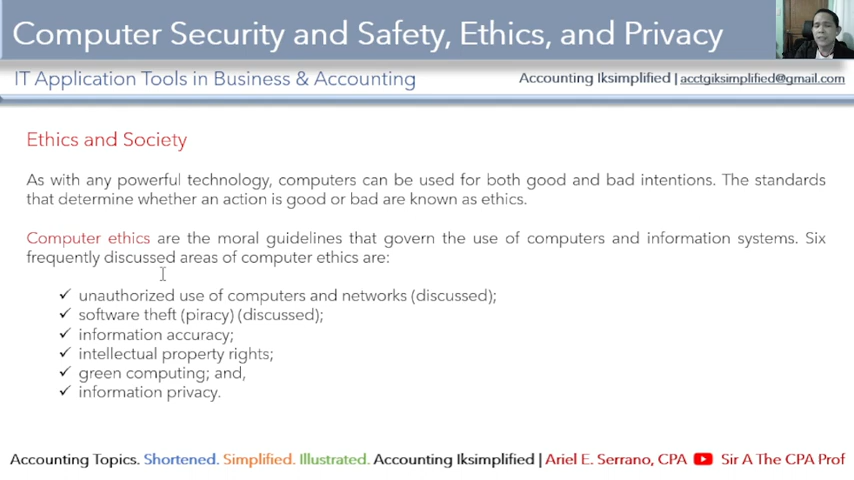 Computer Security and Safety, Ethics, and Privacy
IT Application Tools in Business & Accounting
Accounting Iksimplified | acctgiksimplified@gmail.com
Ethics and Society
As with any powerful technology, computers can be used for both good and bad intentions. The standards
that determine whether an action is good or bad are known as ethics.
Computer ethics are the moral guidelines that govern the use of computers and information systems. Six
frequently discussed areas of computer ethics are:
✓ unauthorized use of computers and networks (discussed);
✓ software theft (piracy) (discussed);
✓ information accuracy;
✓ intellectual property rights;
✓ green computing; and,
✓ information privacy.
Accounting Topics. Shortened. Simplified. Illustrated. Accounting Iksimplified | Ariel E. Serrano, CPA Sir A The CPA Prof